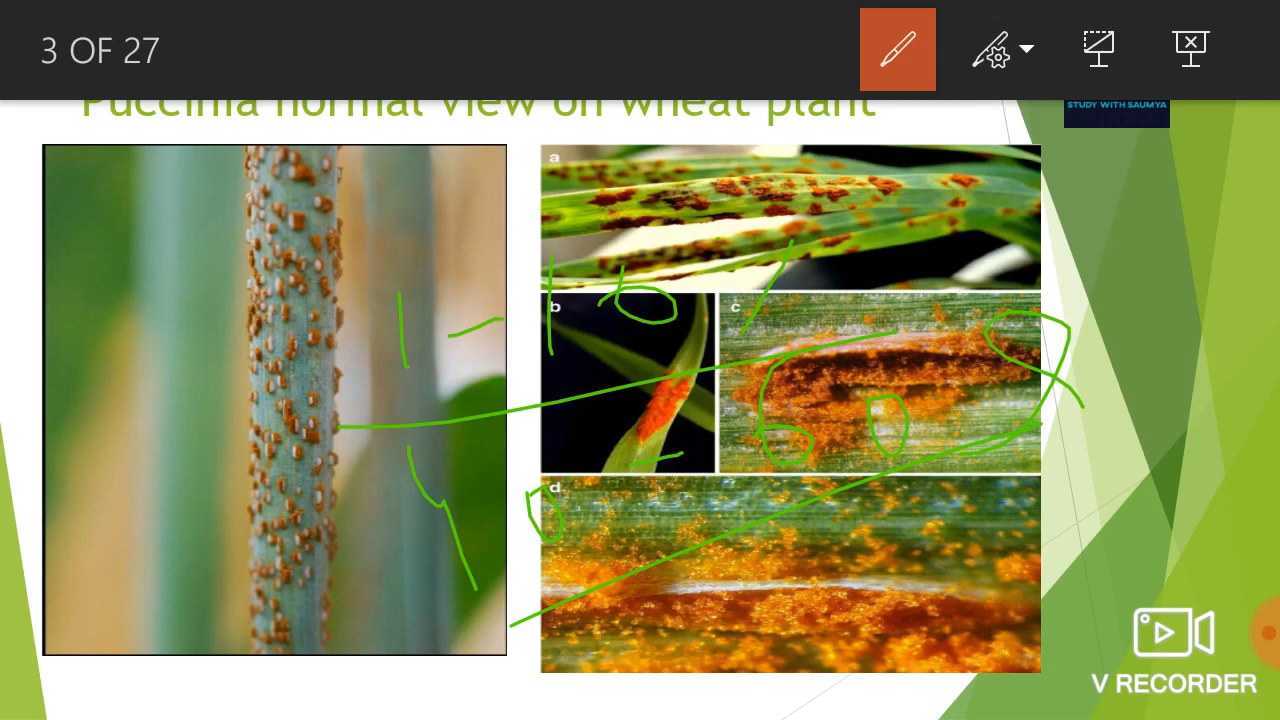 3 OF 27
Puccinia normal view on wheat plant
STUDY WITH SAUMYA
a
b
c
d
V RECORDER